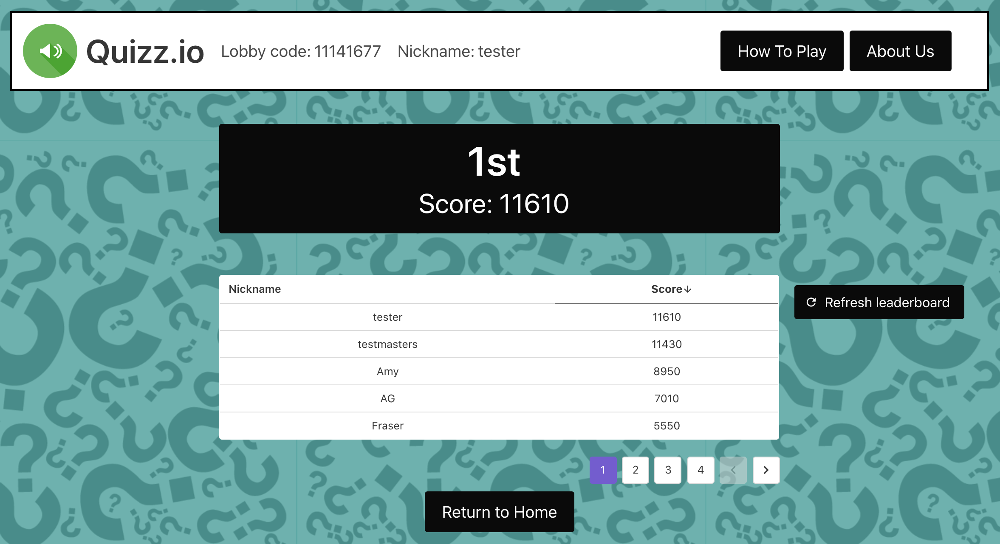 Quizz.io Lobby code: 11141677 Nickname: tester How To Play About Us
1st
Score: 11610
Nickname Score↓
Refresh leaderboard
tester 11610
testmasters 11430
Amy 8950
AG 7010
Fraser 5550
1 2 3 4
Return to Home